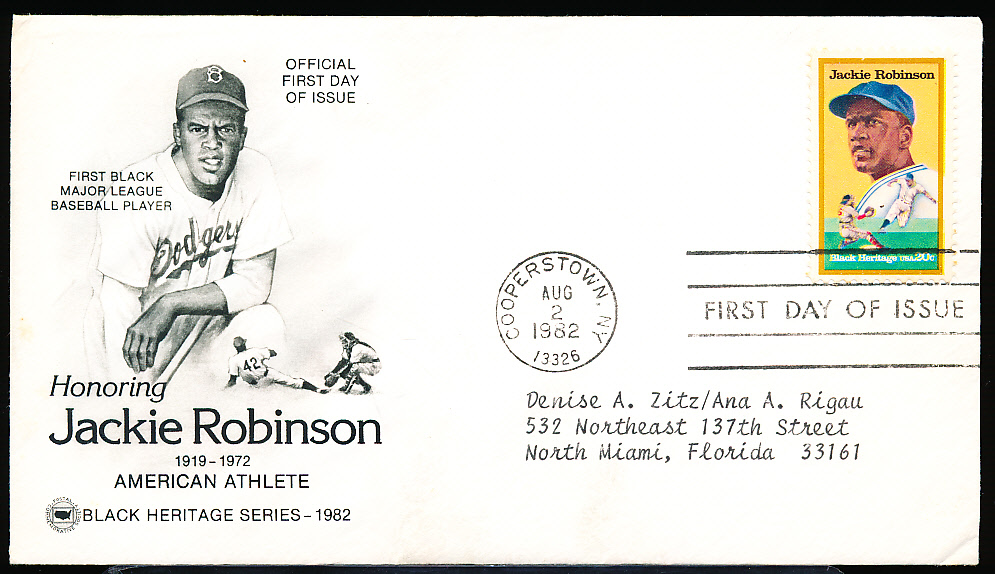 OFFICIAL
FIRST DAY
OF ISSUE
FIRST BLACK
MAJOR LEAGUE
BASEBALL PLAYER
B
Dodgers
42
Honoring
Jackie Robinson
1919-1972
AMERICAN ATHLETE
BLACK HERITAGE SERIES-1982
Jackie Robinson
Black Heritage USA 20c
COOPERSTOWN, NY
AUG
2
1982
13326
FIRST DAY OF ISSUE
Denise A. Zitz/Ana A. Rigau
532 Northeast 137th Street
North Miami, Florida 33161